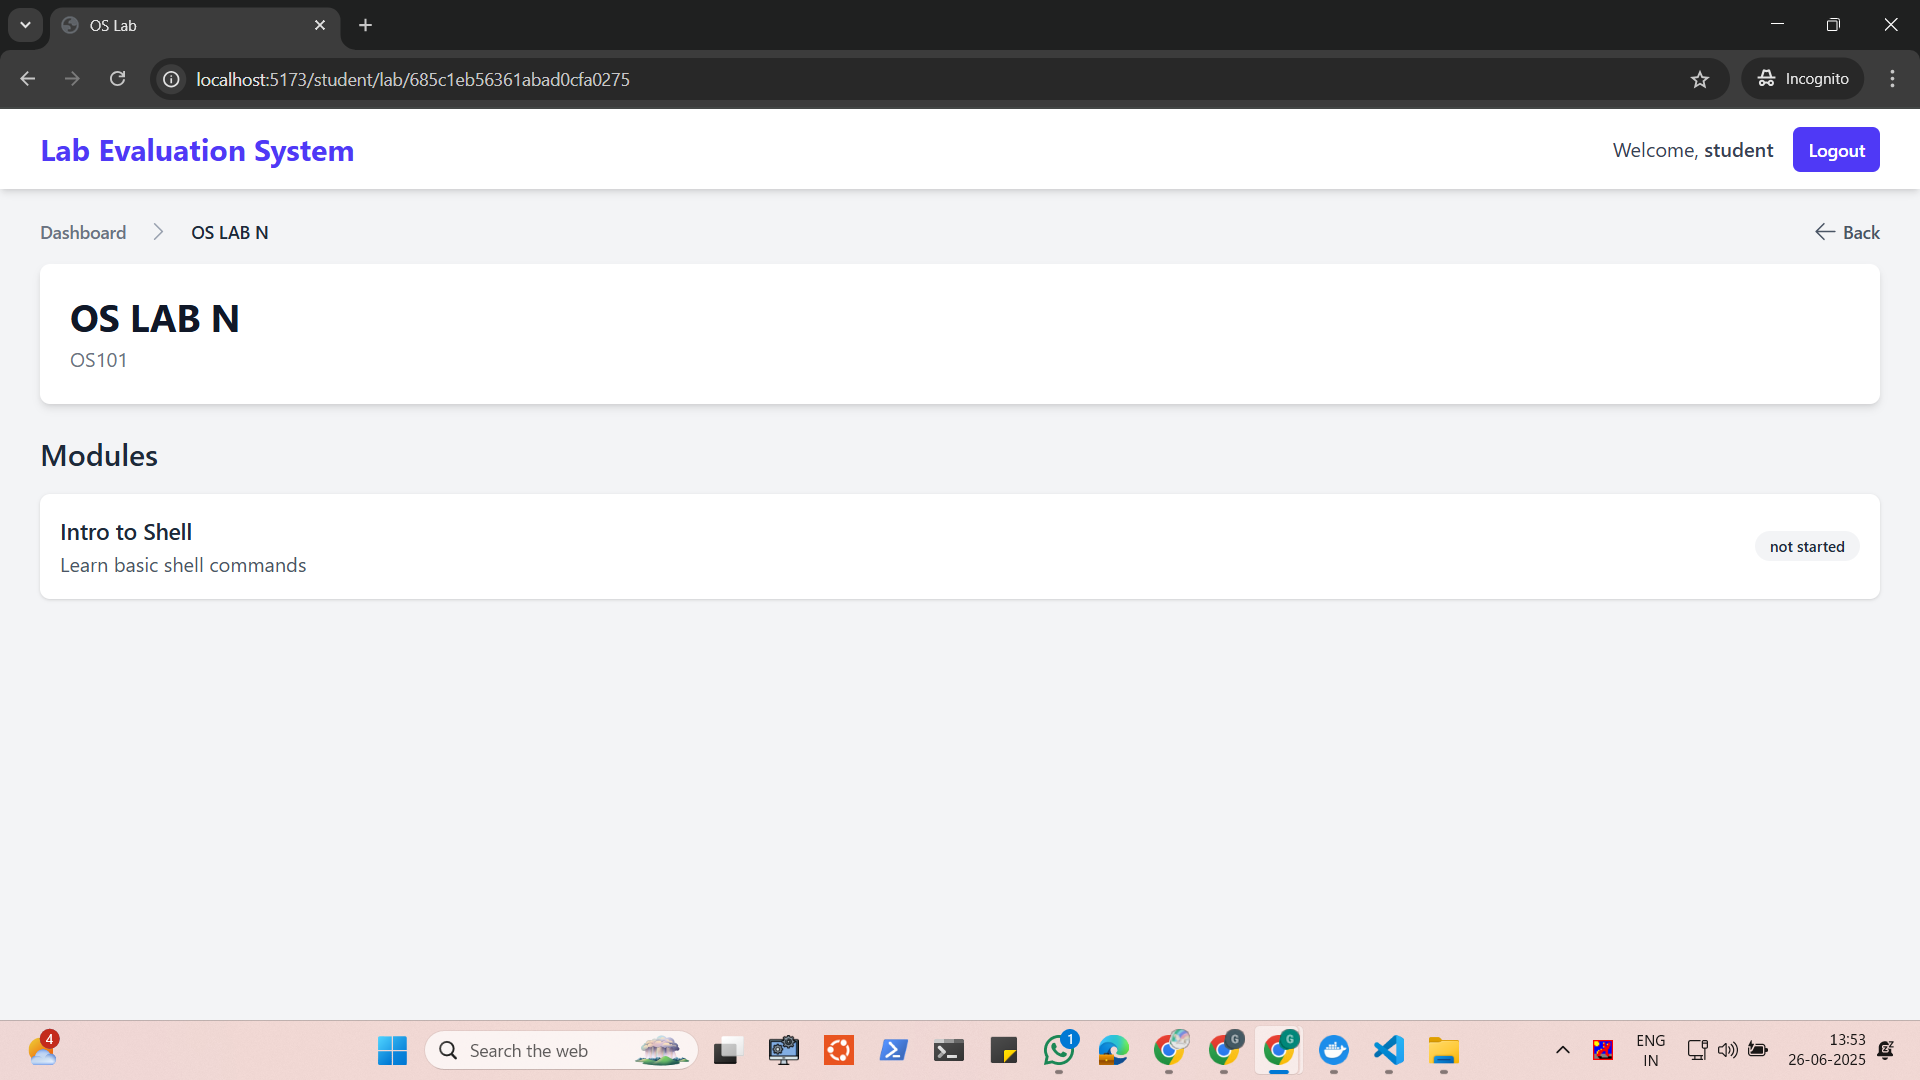 OS Lab
localhost:5173/student/lab/685c1eb56361abad0cfa0275
Incognito
Lab Evaluation System
Welcome, student
Logout
Dashboard
OS LAB N
Back
OS LAB N
OS101
Modules
Intro to Shell
Learn basic shell commands
not started
4
Search the web
1
G
G
ENG
IN
13:53
26-06-2025